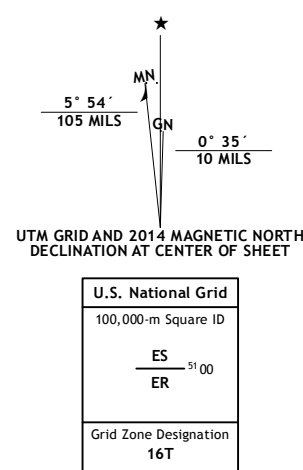 ★
MN.
GN
5° 54´
105 MILS
0° 35´
10 MILS
UTM GRID AND 2014 MAGNETIC NORTH
DECLINATION AT CENTER OF SHEET
U.S. National Grid
100,000-m Square ID
ES
51 00
ER
Grid Zone Designation
16T